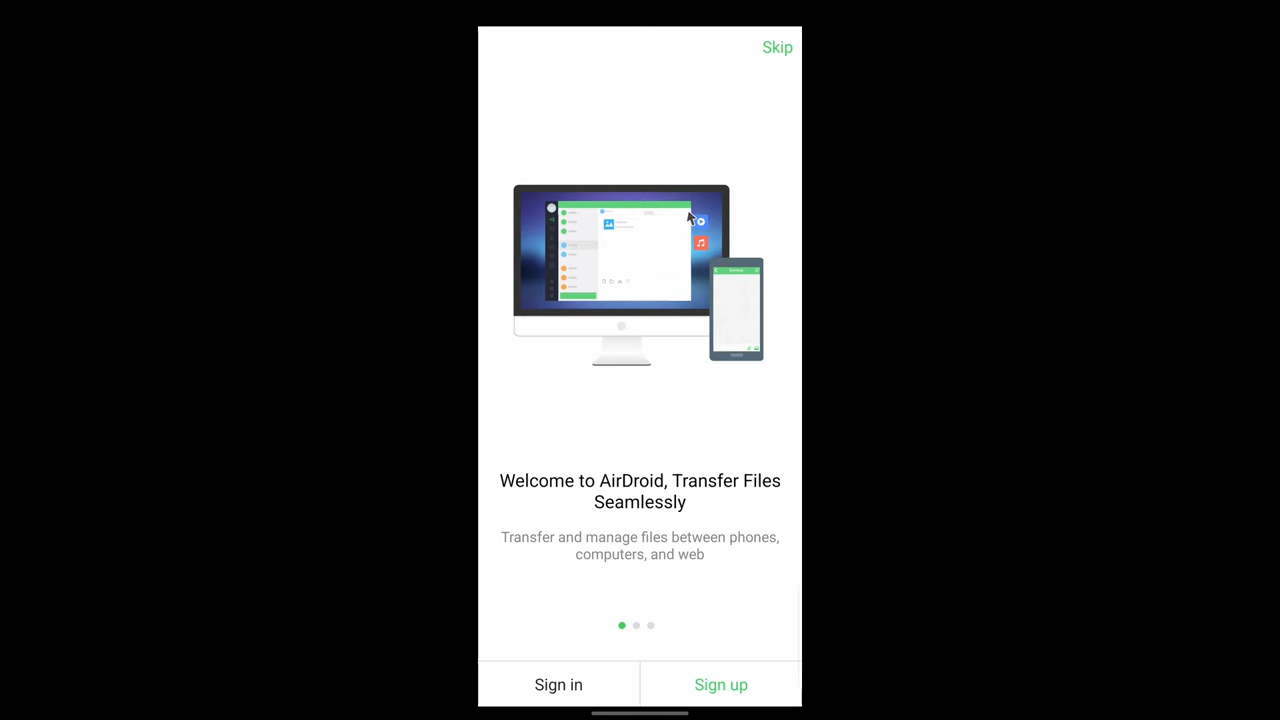 Skip
Welcome to AirDroid, Transfer Files
Seamlessly
Transfer and manage files between phones,
computers, and web
Sign in
Sign up